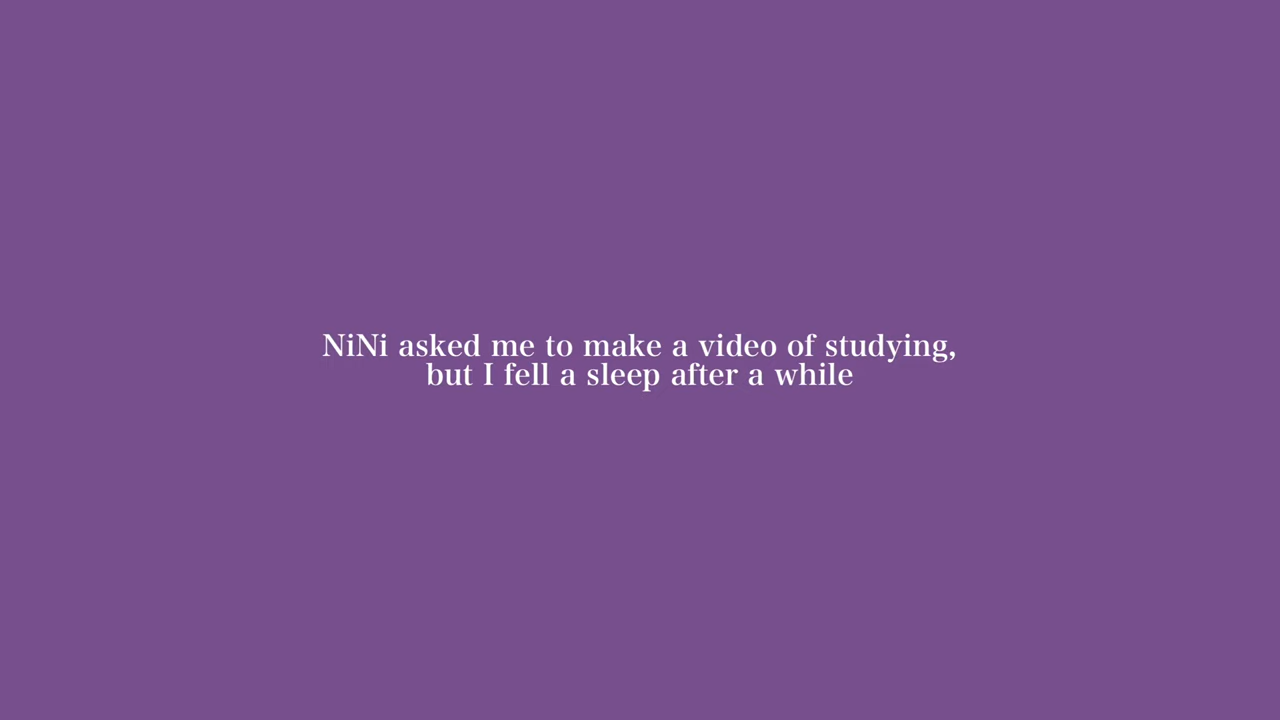 NiNi asked me to make a video of studying,
but I fell a sleep after a while